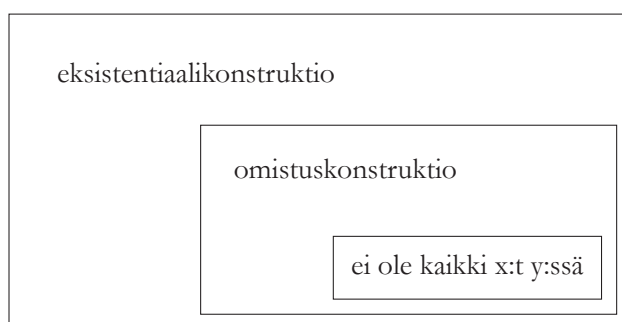 eksistentiaalikonstruktio
omistuskonstruktio
ei ole kaikki x:t y:ssä